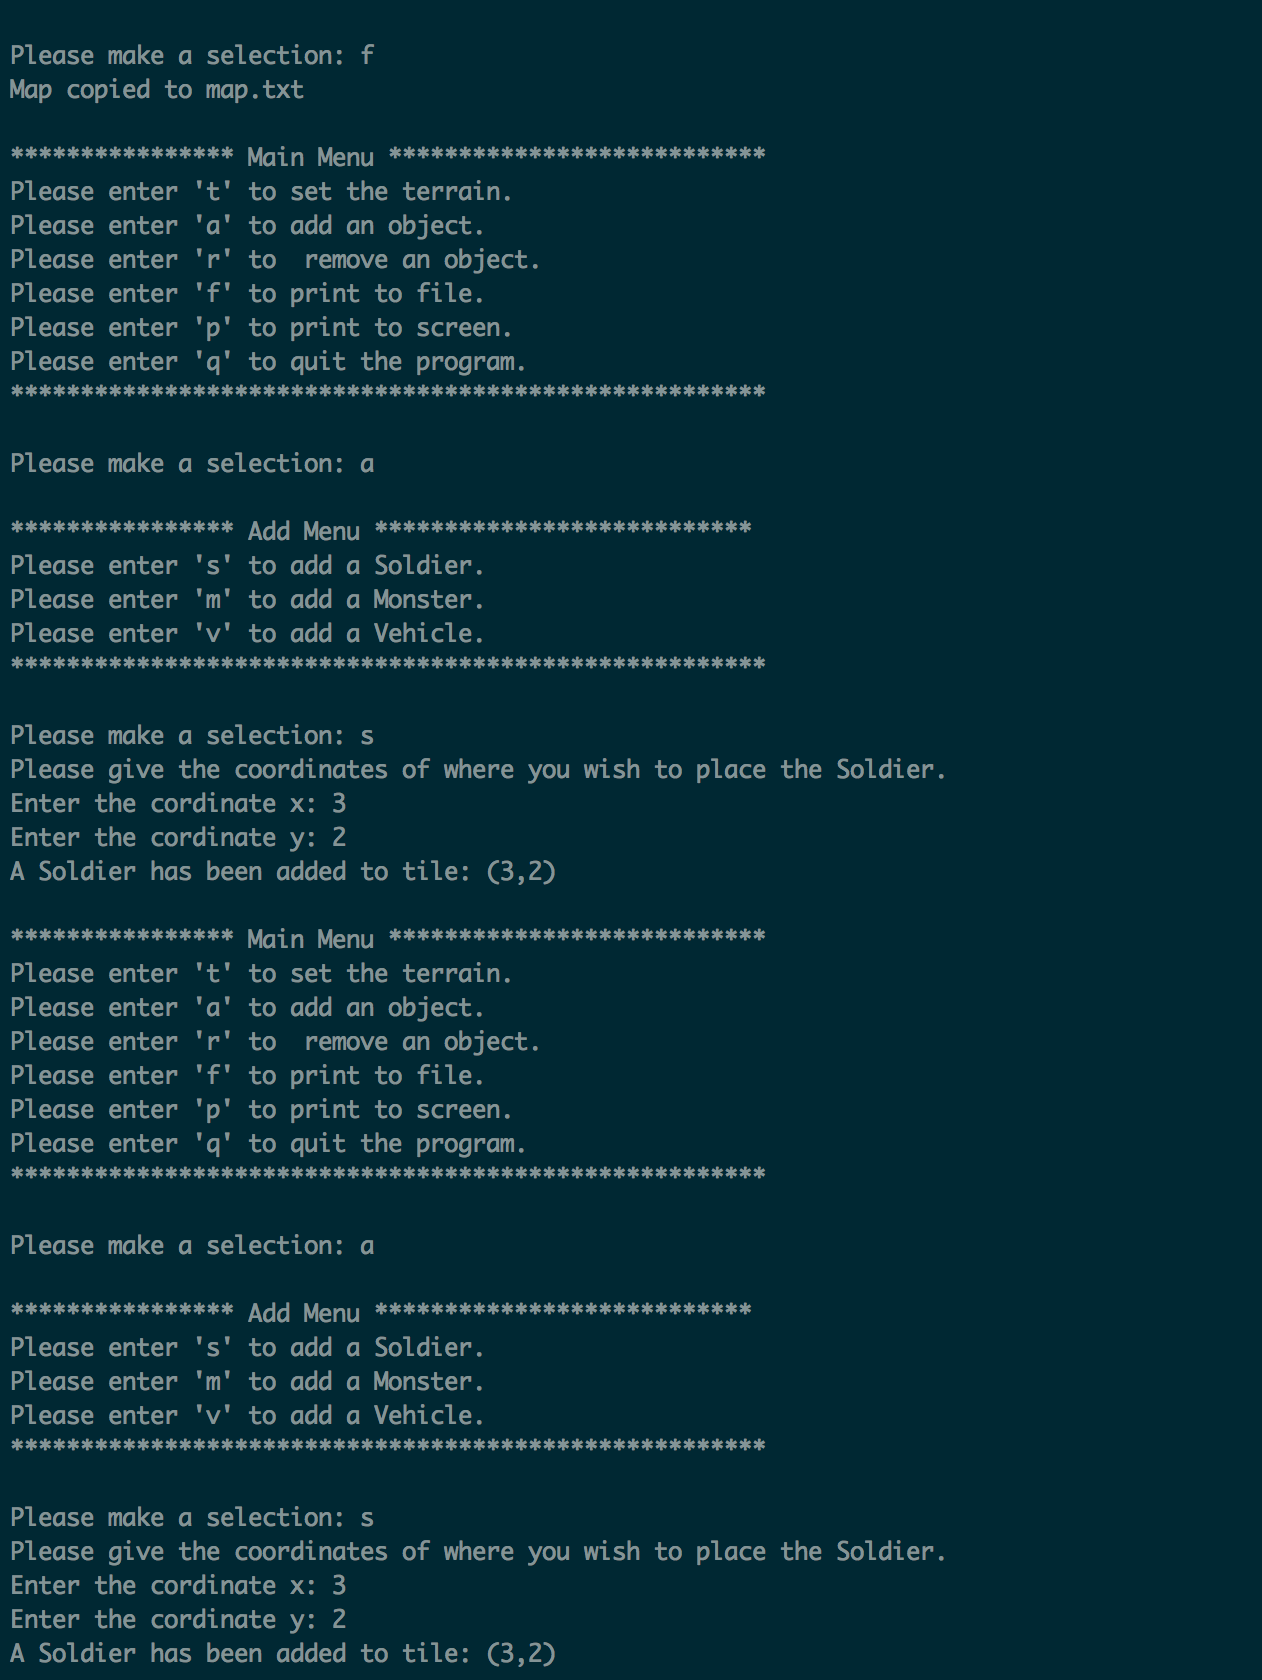 Please make a selection: f
Map copied to map.txt
**************** Main Menu ***************************
Please enter 't' to set the terrain.
Please enter 'a' to add an object.
Please enter 'r' to  remove an object.
Please enter 'f' to print to file.
Please enter 'p' to print to screen.
Please enter 'q' to quit the program.
******************************************************
Please make a selection: a
**************** Add Menu ***************************
Please enter 's' to add a Soldier.
Please enter 'm' to add a Monster.
Please enter 'v' to add a Vehicle.
******************************************************
Please make a selection: s
Please give the coordinates of where you wish to place the Soldier.
Enter the cordinate x: 3
Enter the cordinate y: 2
A Soldier has been added to tile: (3,2)
**************** Main Menu ***************************
Please enter 't' to set the terrain.
Please enter 'a' to add an object.
Please enter 'r' to  remove an object.
Please enter 'f' to print to file.
Please enter 'p' to print to screen.
Please enter 'q' to quit the program.
******************************************************
Please make a selection: a
**************** Add Menu ***************************
Please enter 's' to add a Soldier.
Please enter 'm' to add a Monster.
Please enter 'v' to add a Vehicle.
******************************************************
Please make a selection: s
Please give the coordinates of where you wish to place the Soldier.
Enter the cordinate x: 3
Enter the cordinate y: 2
A Soldier has been added to tile: (3,2)